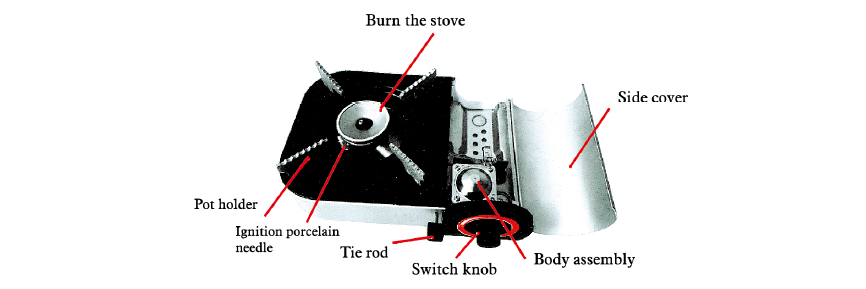 Burn the stove
Side cover
Pot holder
Ignition porcelain
needle
Tie rod
Switch knob
Body assembly